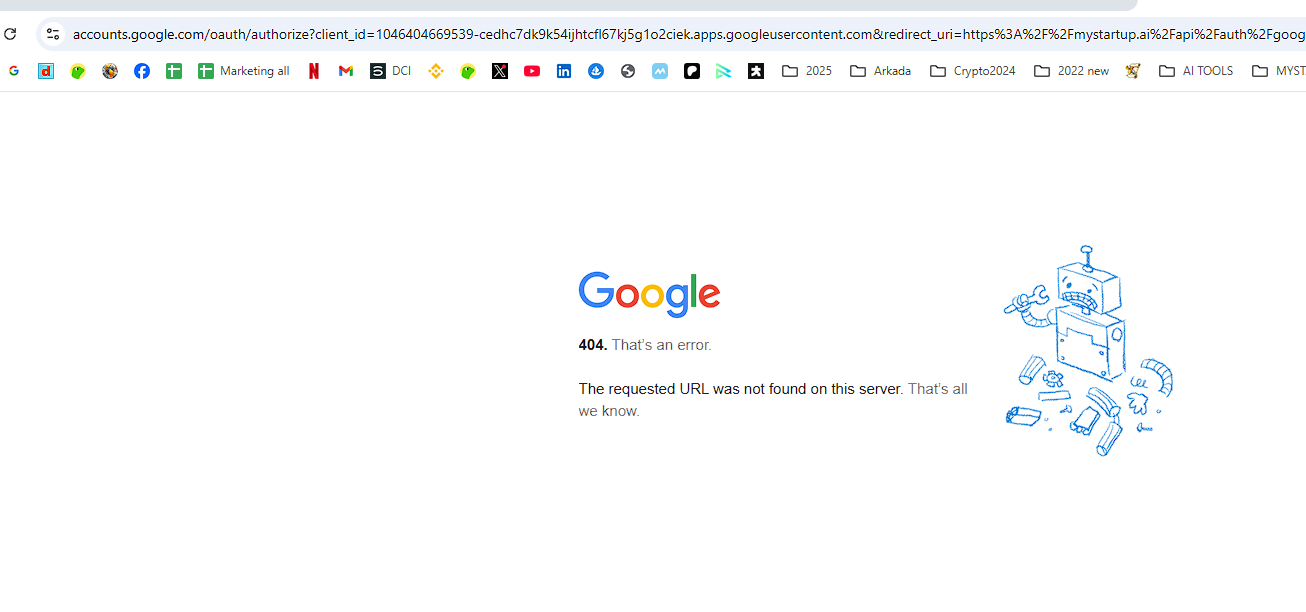 accounts.google.com/oauth/authorize?client_id=1046404669539-cedhc7dk9k54ijhtcfl67kj5g1o2ciek.apps.googleusercontent.com&redirect_uri=https%3A%2F%2Fmystartup.ai%2Fapi%2Fauth%2Fgoog
Marketing all DCI 2025 Arkada Crypto2024 2022 new AI TOOLS MYST
Google
404. That's an error.
The requested URL was not found on this server. That's all
we know.